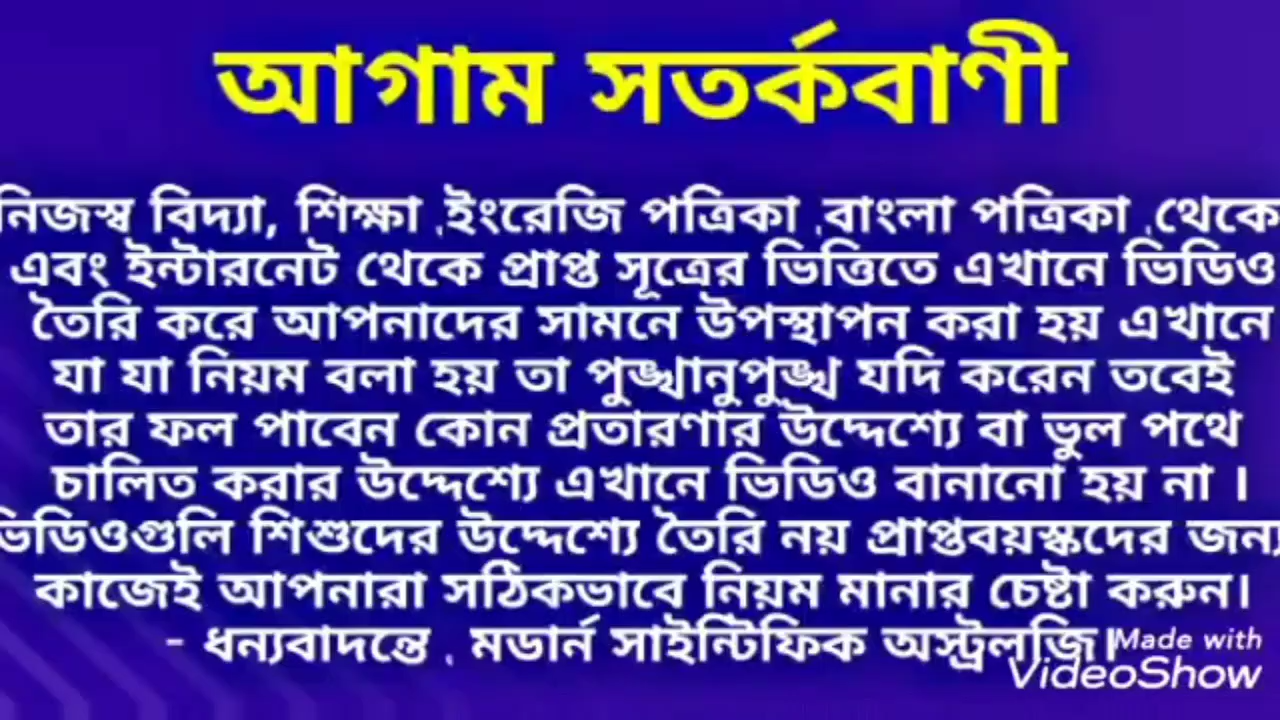 আগাম সতর্কবাণী
নিজস্ব বিদ্যা, শিক্ষা ,ইংরেজি পত্রিকা ,বাংলা পত্রিকা ,থেকে
এবং ইন্টারনেট থেকে প্রাপ্ত সূত্রের ভিত্তিতে এখানে ভিডিও
তৈরি করে আপনাদের সামনে উপস্থাপন করা হয় এখানে
যা যা নিয়ম বলা হয় তা পুঙ্খানুপুঙ্খ যদি করেন তবেই
তার ফল পাবেন কোন প্রতারণার উদ্দেশ্যে বা ভুল পথে
চালিত করার উদ্দেশ্যে এখানে ভিডিও বানানো হয় না ।
ভিডিওগুলি শিশুদের উদ্দেশ্যে তৈরি নয় প্রাপ্তবয়স্কদের জন্য
কাজেই আপনারা সঠিকভাবে নিয়ম মানার চেষ্টা করুন।
- ধন্যবাদন্তে , মডার্ন সাইন্টিফিক অস্ট্রলজি।
Made with
VideoShow